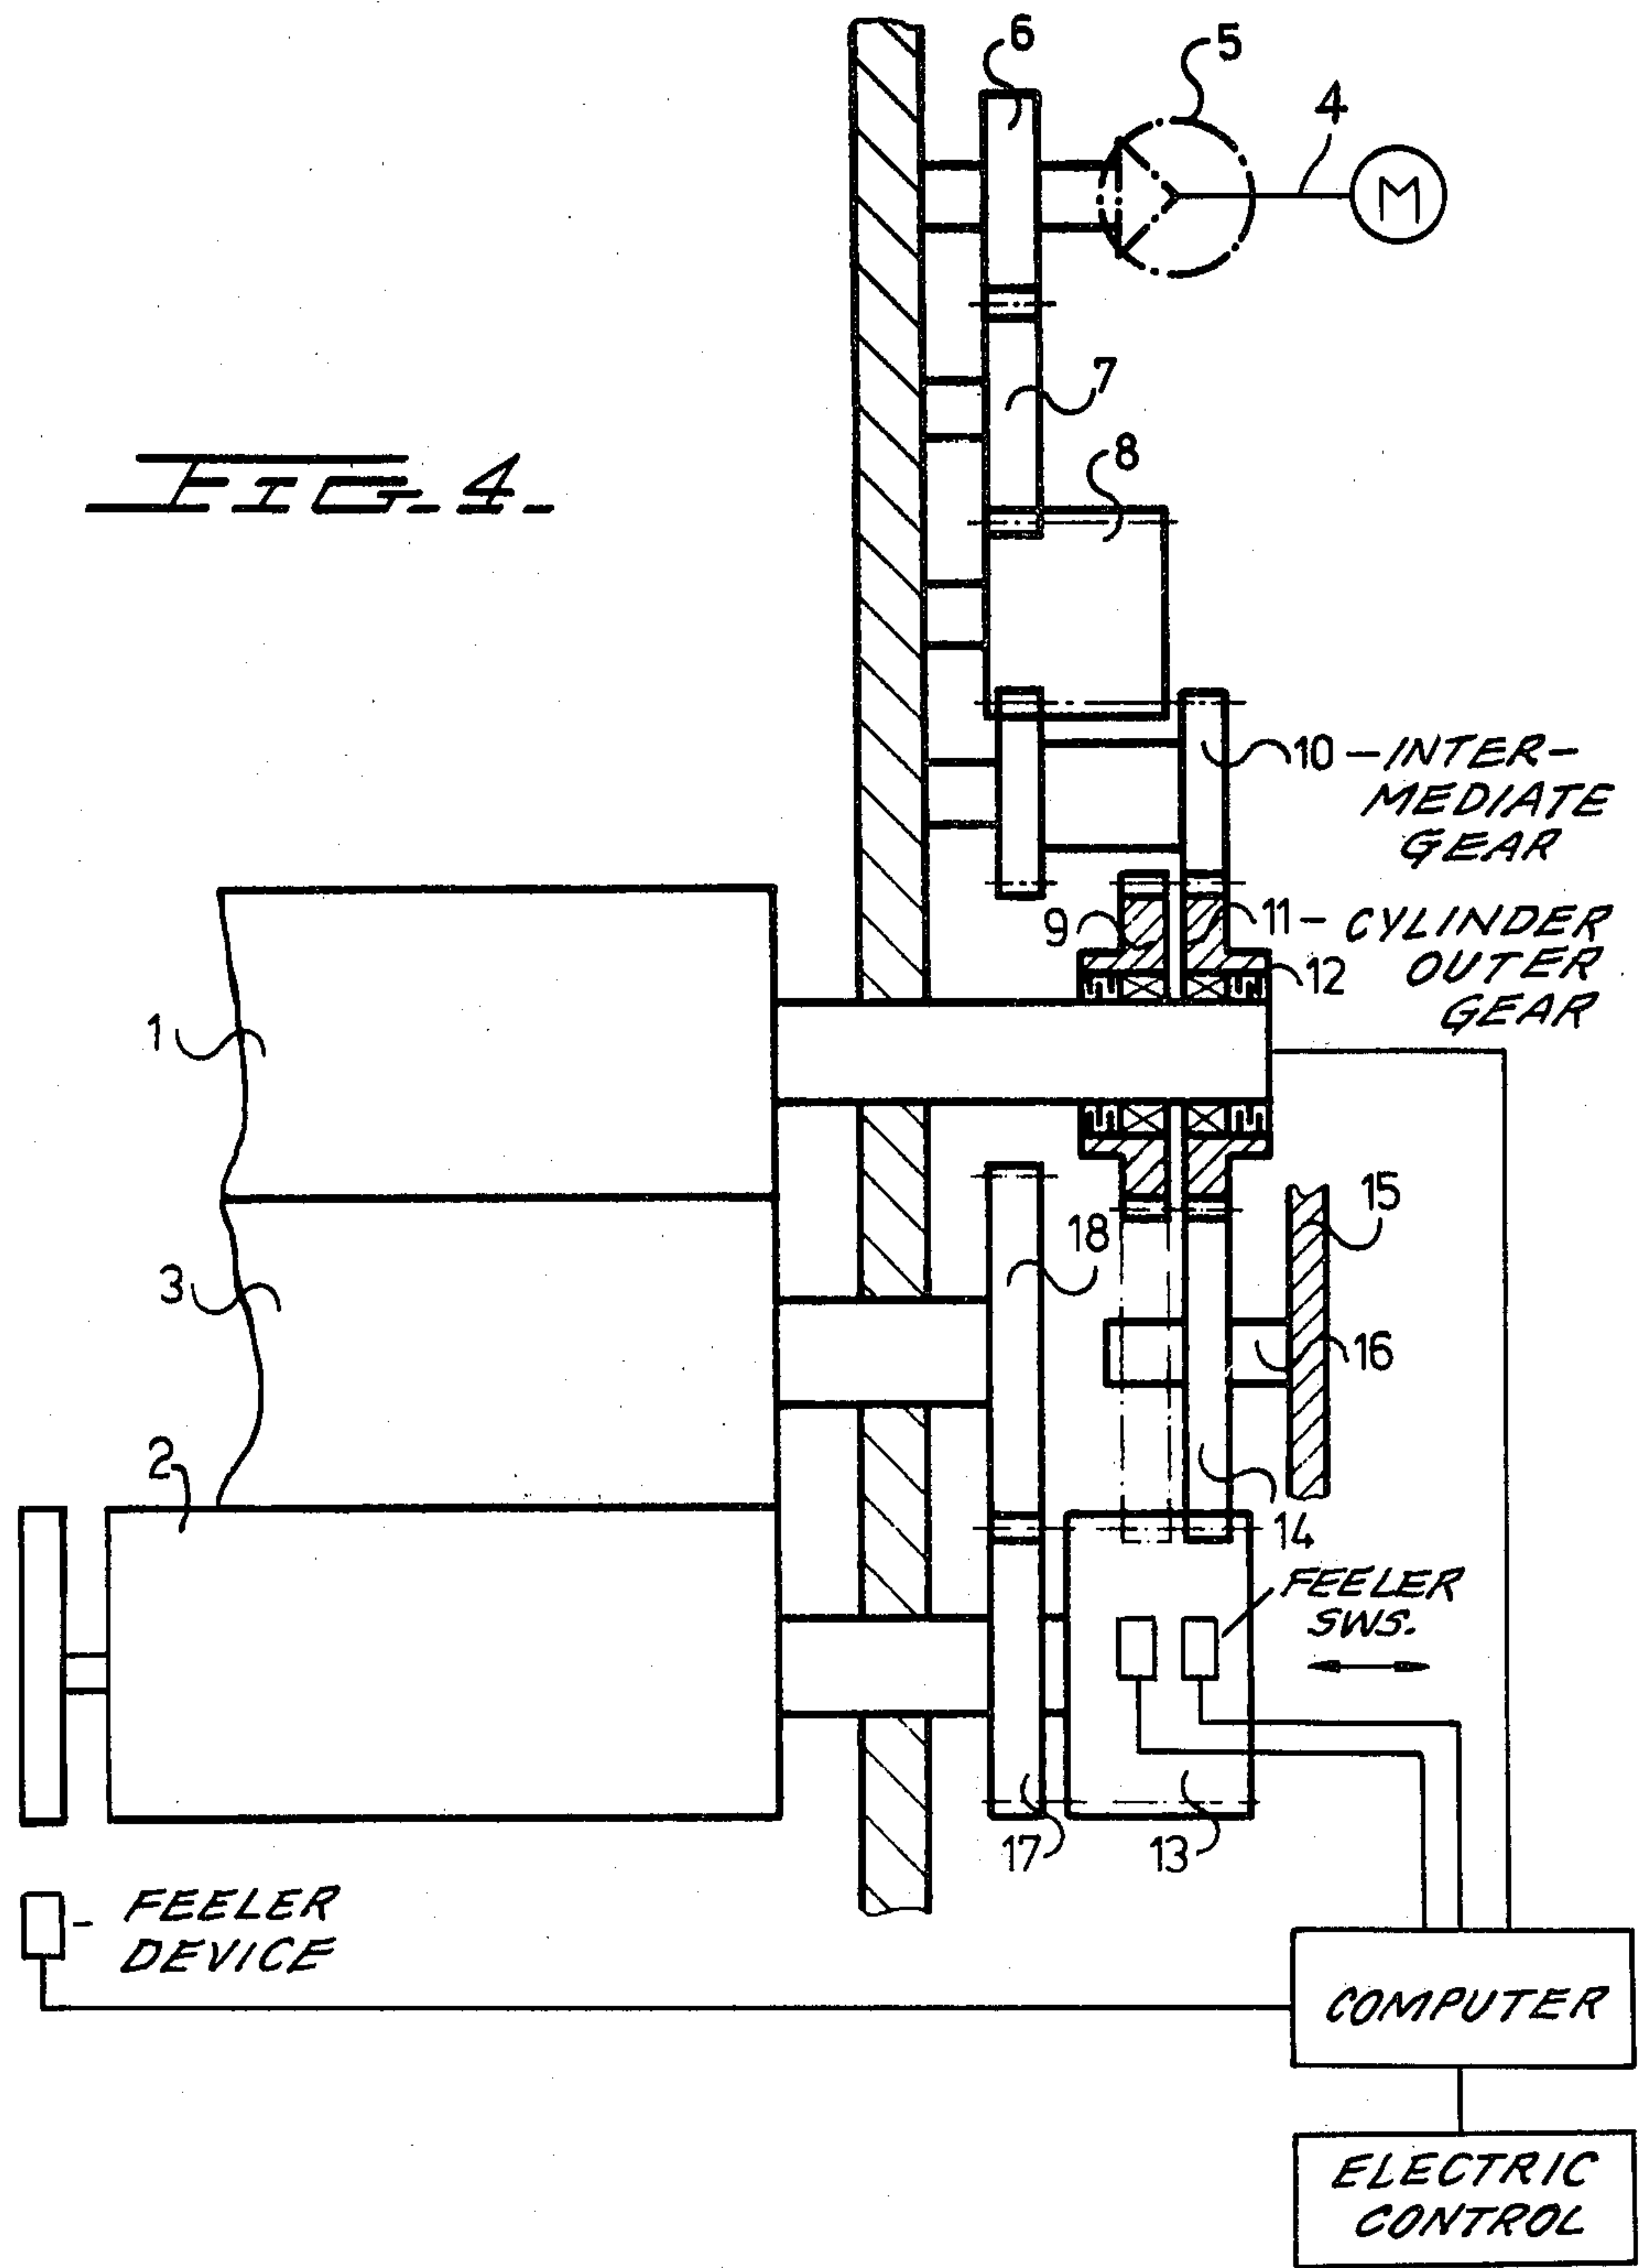 6
5
4
M
7
FIG. 4.
8
10 - INTER-
MEDIATE
GEAR
9
11 - CYLINDER
OUTER
GEAR
12
1
15
18
3
16
2
14
FEELER
SWS.
17
13
FEELER
DEVICE
COMPUTER
ELECTRIC
CONTROL